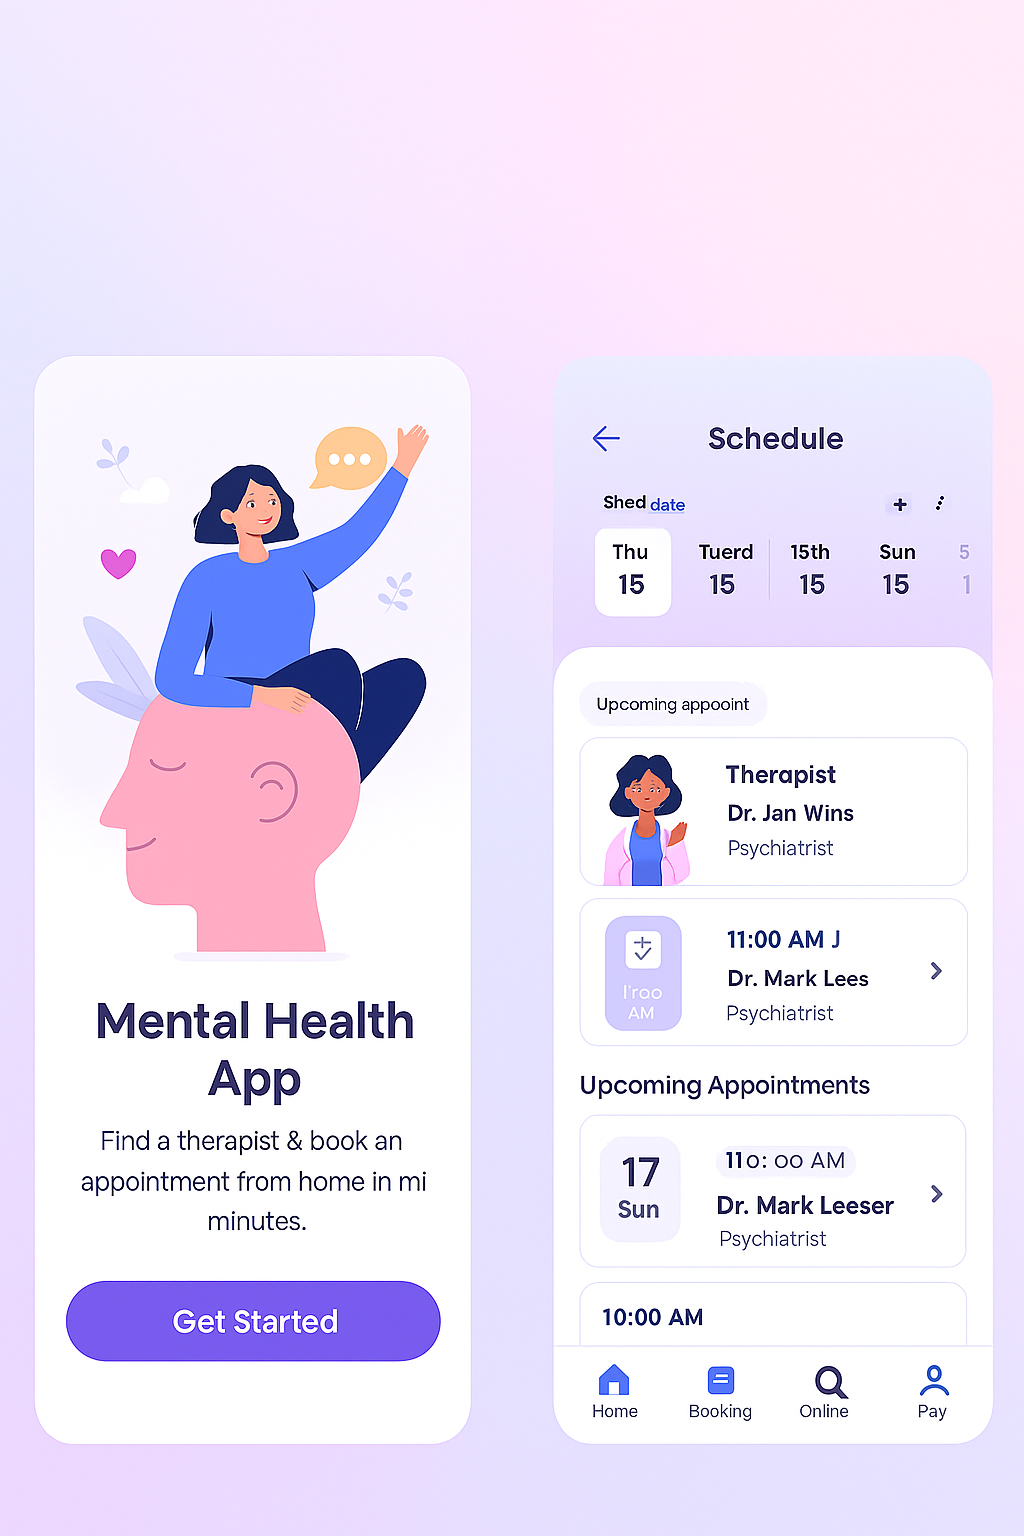 Mental Health
App
Find a therapist & book an
appointment from home in mi
minutes.
Get Started
Schedule
Shed date
Thu Tuerd 15th Sun 5
15 15 15 15 1
Upcoming appooint
Therapist
Dr. Jan Wins
Psychiatrist
11:00 AM J
Dr. Mark Lees
Psychiatrist
I'roo
AM
Upcoming Appointments
17
Sun
110: 00 AM
Dr. Mark Leeser
Psychiatrist
10:00 AM
Home Booking Online Pay